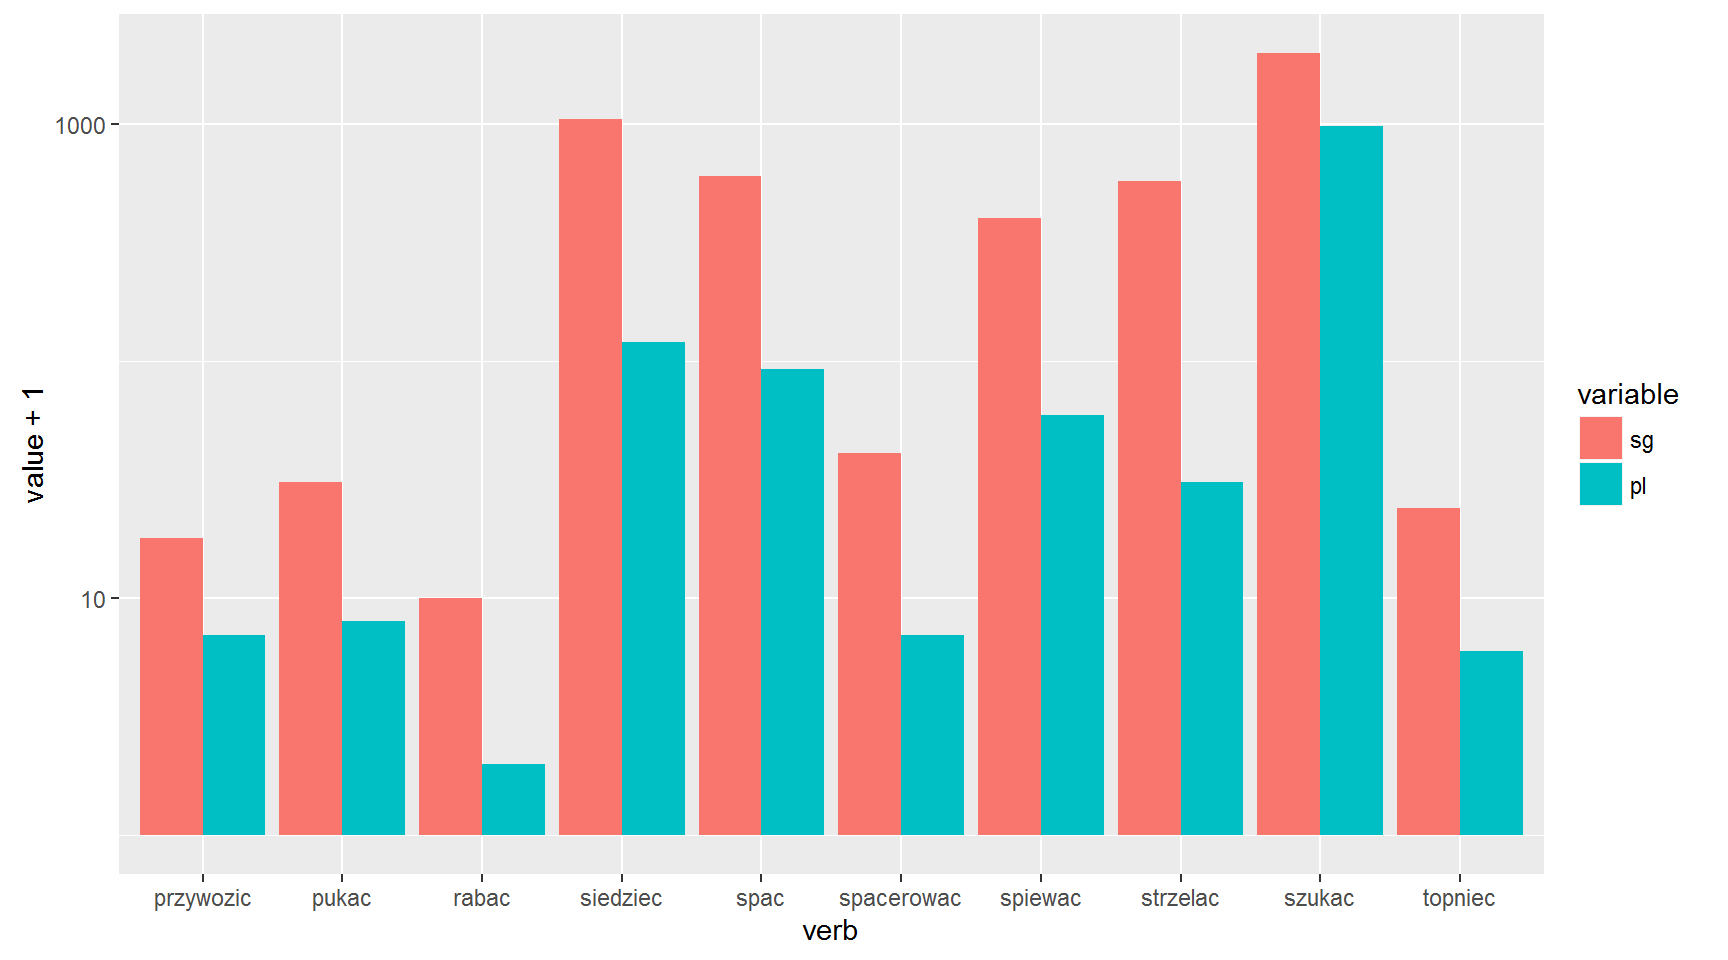 1000
10
value + 1
przywozic pukac rabac siedziec spac spacerowac spiewac strzelac szukac topniec
verb
variable
sg
pl